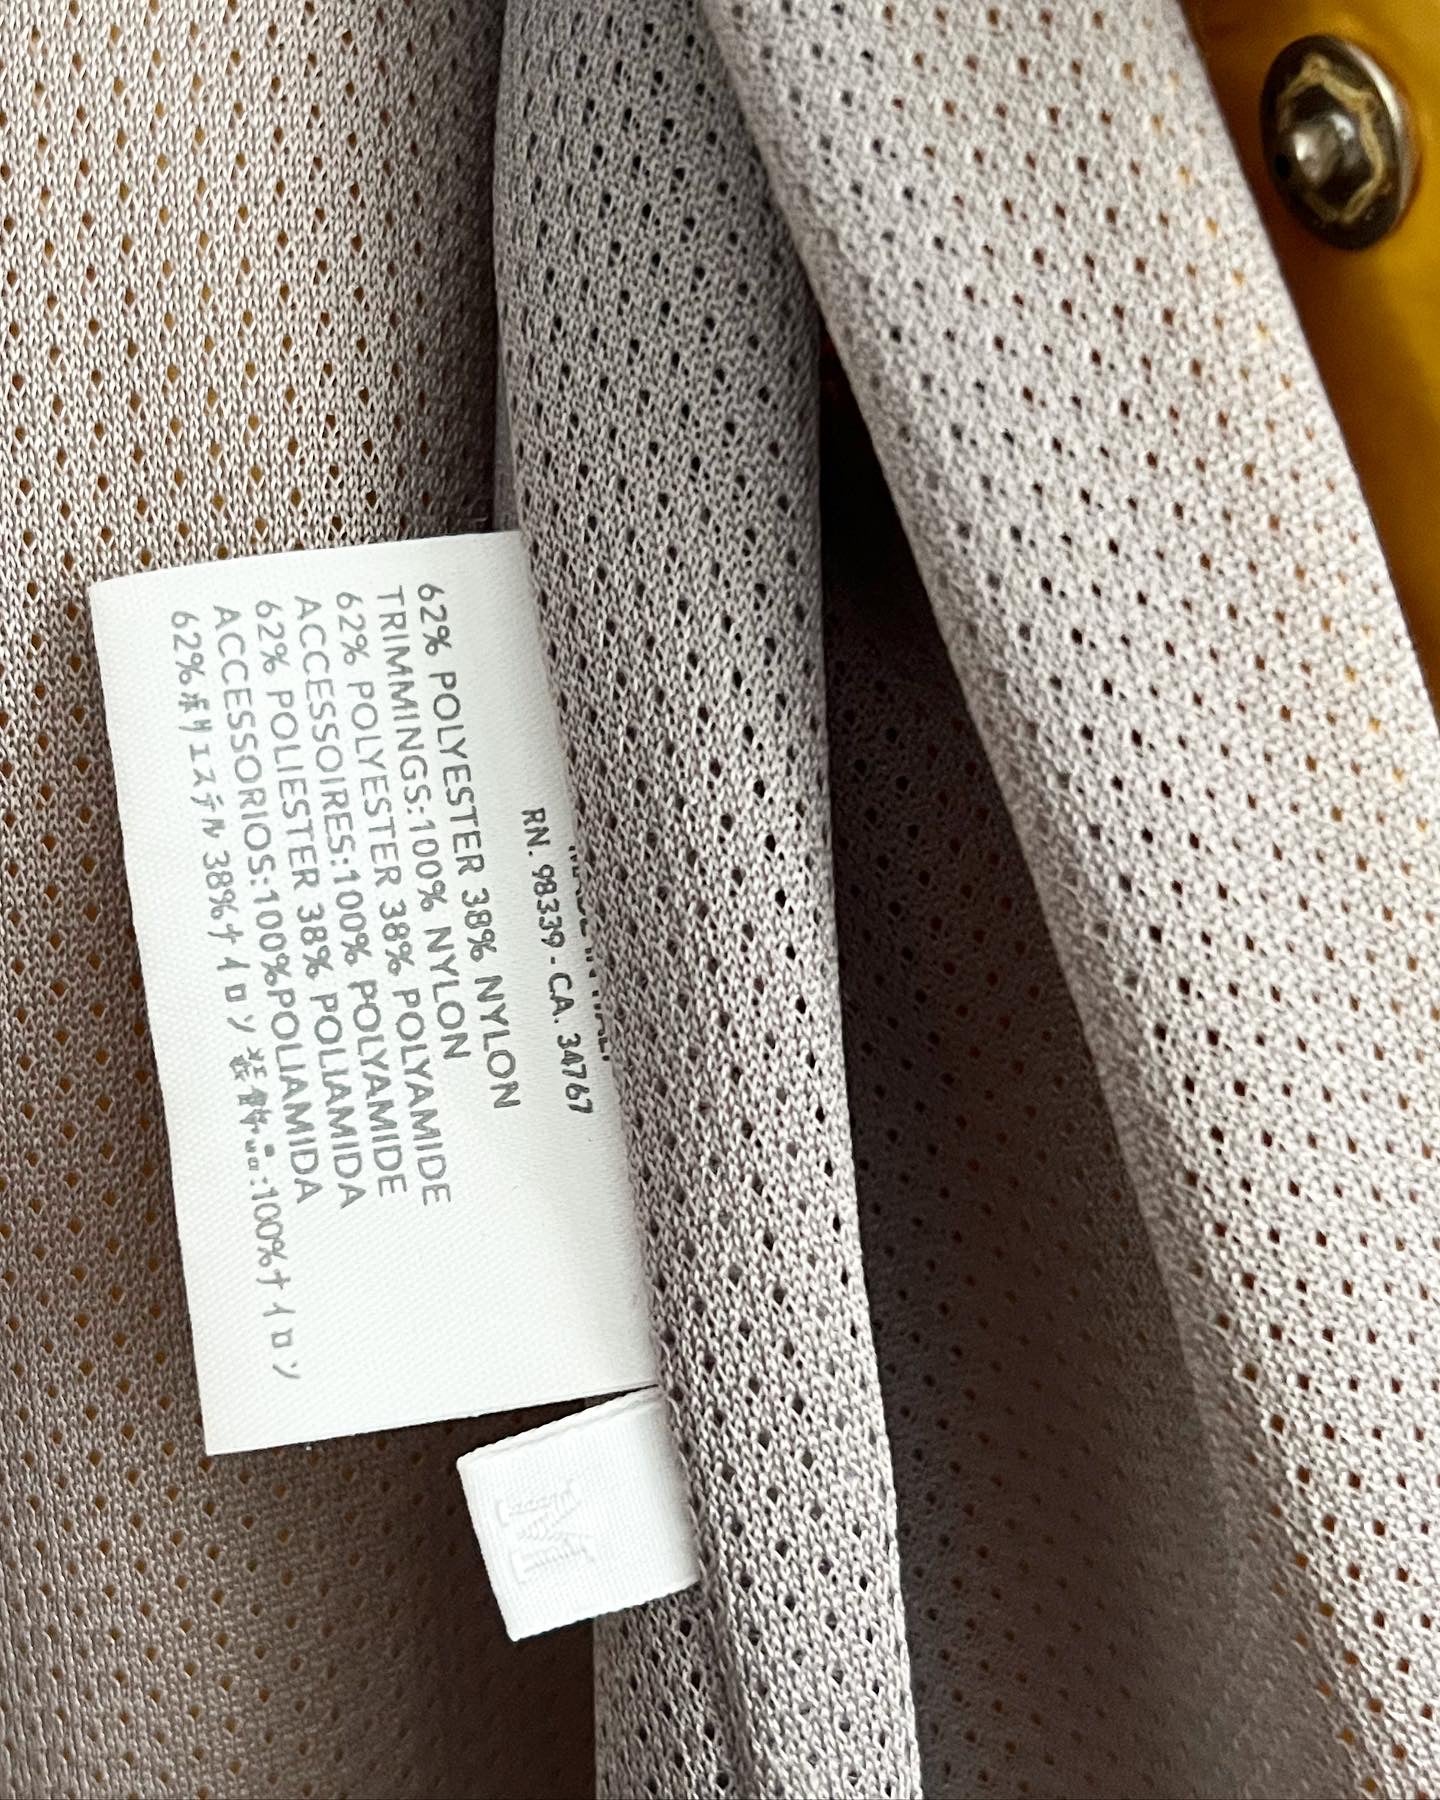 RN. 98339 - CA. 34767
62% POLYESTER 38% NYLON
TRIMMINGS:100% NYLON
62% POLYESTER 38% POLYAMIDE
ACCESSOIRES:100% POLYAMIDE
62% POLIESTER 38% POLIAMIDA
ACCESSORIOS:100%POLIAMIDA
62%ポリエステル 38%ナイロン 装飾品:100%ナイロン
M